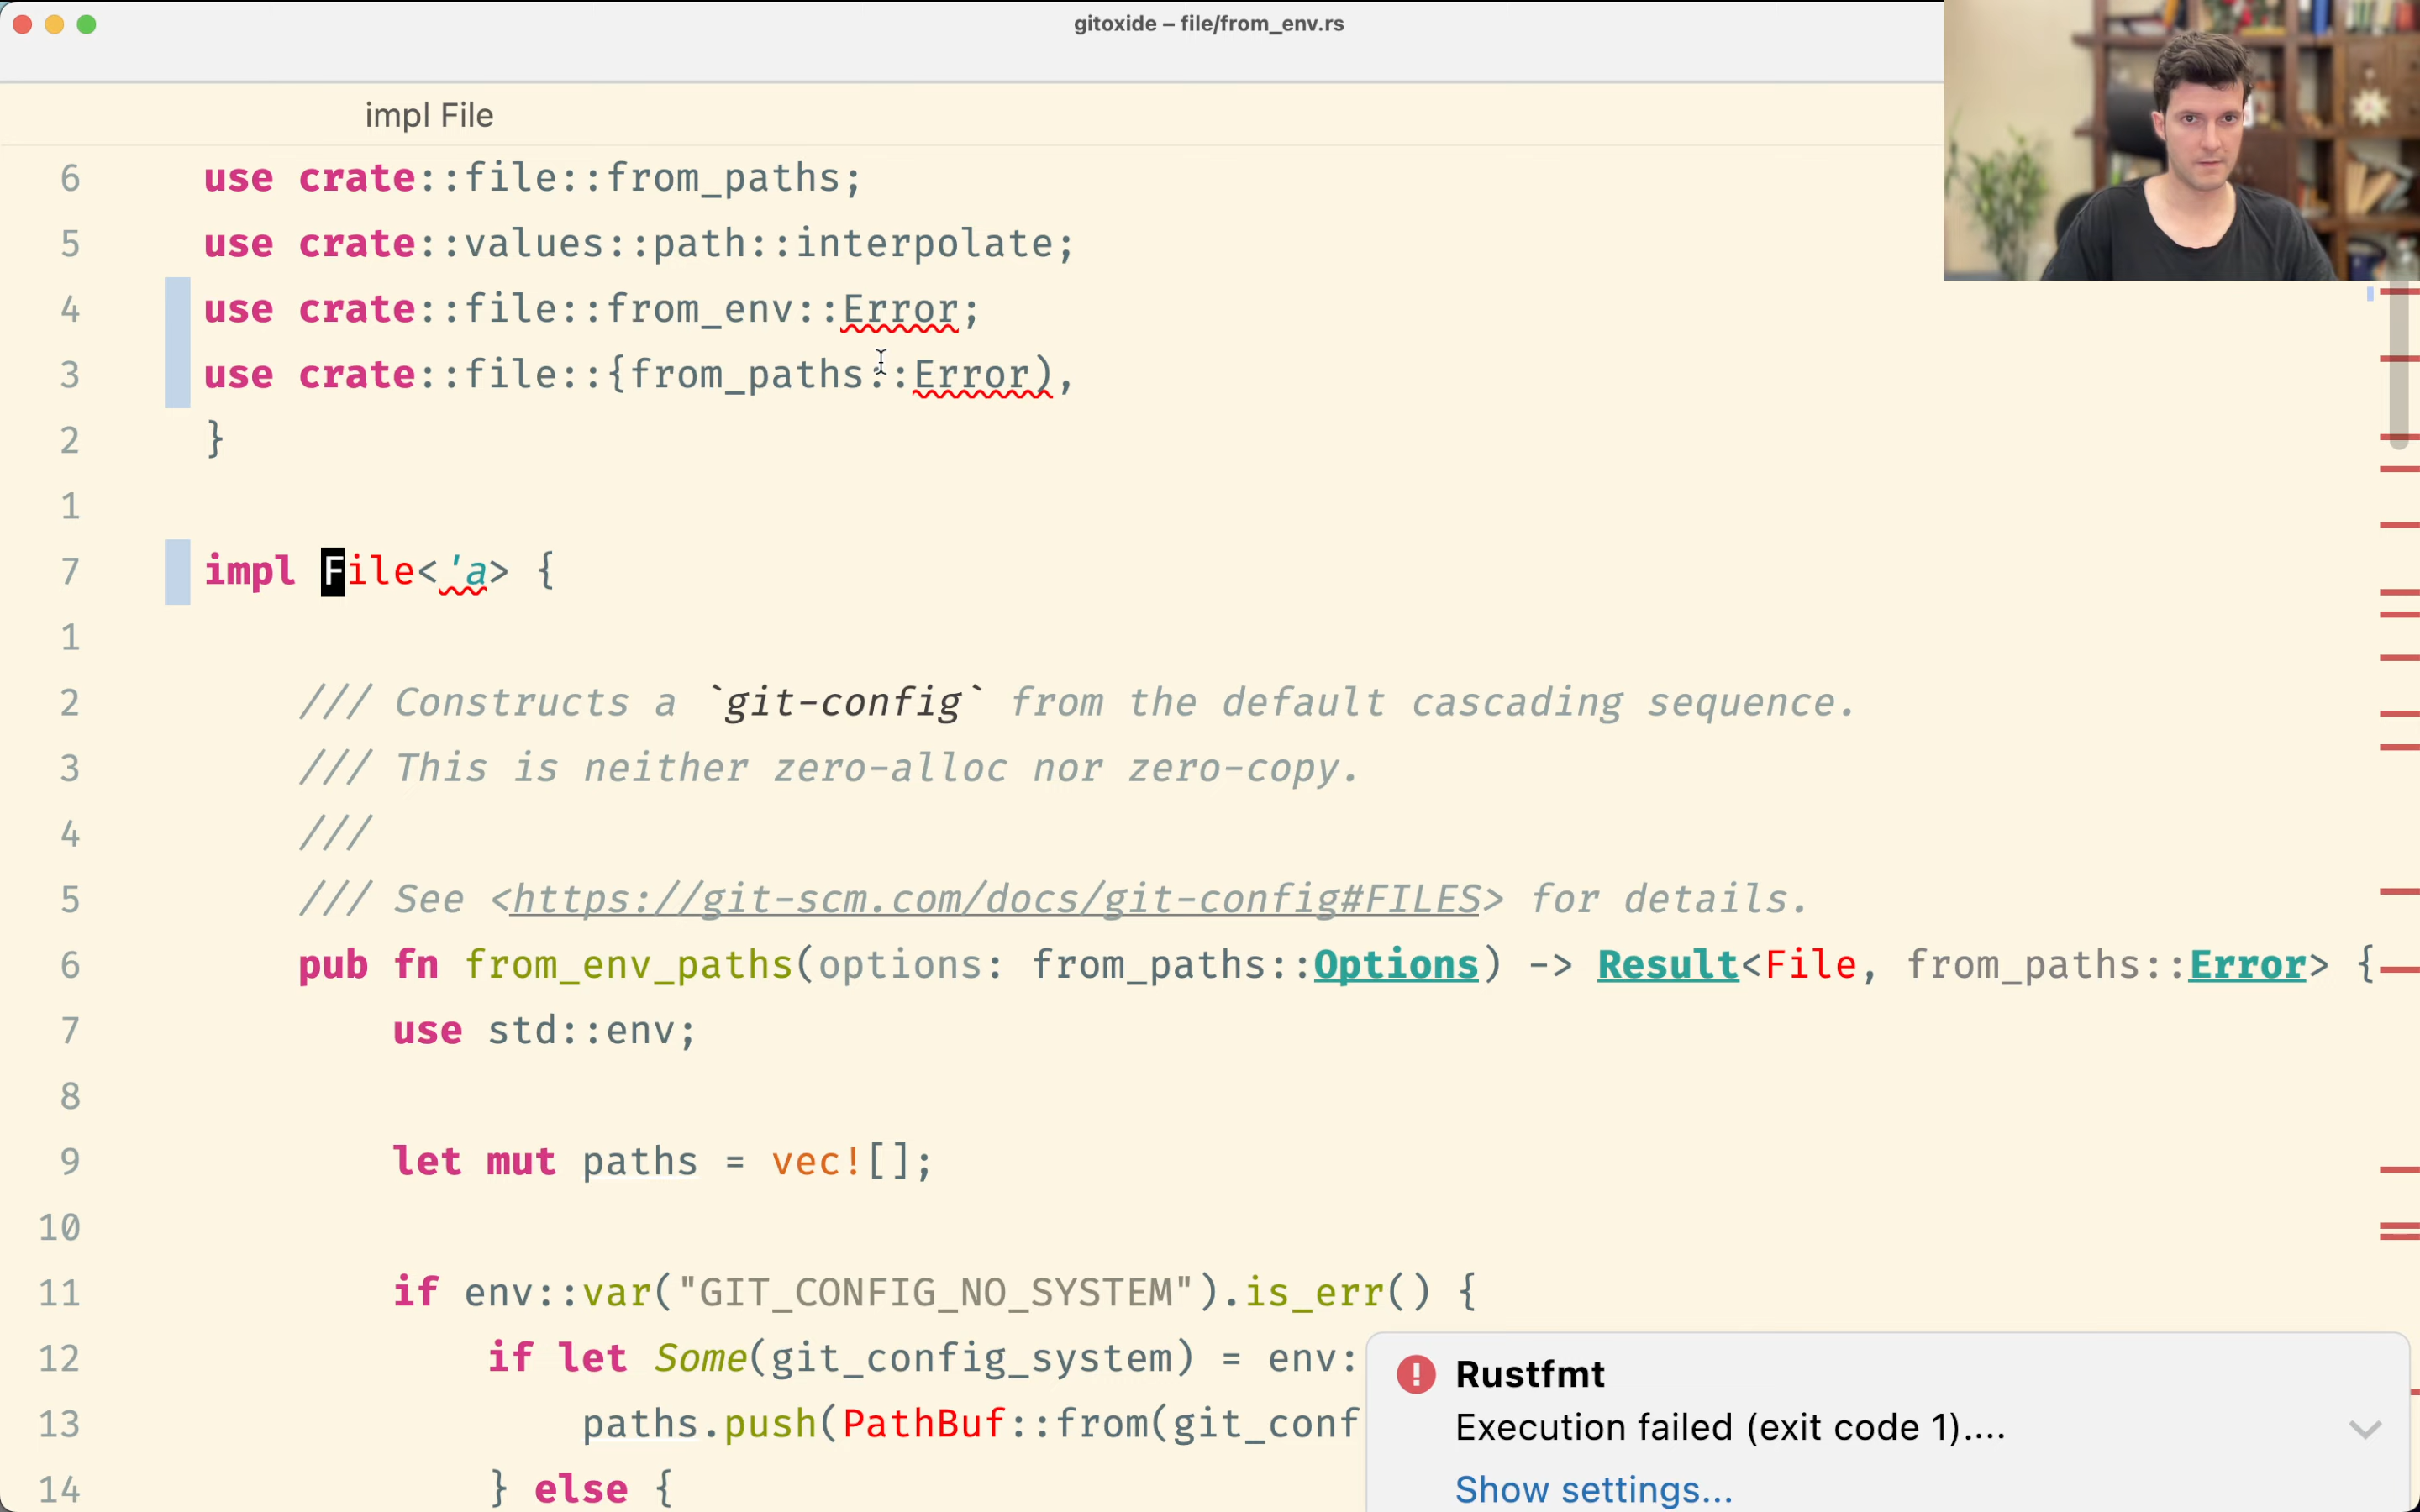 gitoxide – file/from_env.rs
impl File
6 use crate::file::from_paths;
5 use crate::values::path::interpolate;
4 use crate::file::from_env::Error;
3 use crate::file::{from_paths::Error),
2 }
1
7 impl File<'a> {
1
2 /// Constructs a `git-config` from the default cascading sequence.
3 /// This is neither zero-alloc nor zero-copy.
4 ///
5 /// See <https://git-scm.com/docs/git-config#FILES> for details.
6 pub fn from_env_paths(options: from_paths::Options) -> Result<File, from_paths::Error> {
7 use std::env;
8
9 let mut paths = vec![];
10
11 if env::var("GIT_CONFIG_NO_SYSTEM").is_err() {
12 if let Some(git_config_system) = env:
13 paths.push(PathBuf::from(git_conf
14 } else {
Rustfmt
Execution failed (exit code 1)....
Show settings...